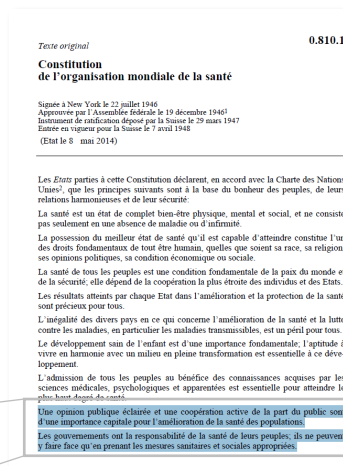 0.810.1
Texte original
Constitution
de l'organisation mondiale de la santé
Signée à New York le 22 juillet 1946
Approuvée par l'Assemblée fédérale le 19 décembre 1946¹
Instrument de ratification déposé par la Suisse le 29 mars 1947
Entrée en vigueur pour la Suisse le 7 avril 1948
(Etat le 8 mai 2014)
Les Etats parties à cette Constitution déclarent, en accord avec la Charte des Nations
Unies², que les principes suivants sont à la base du bonheur des peuples, de leurs
relations harmonieuses et de leur sécurité:
La santé est un état de complet bien-être physique, mental et social, et ne consiste
pas seulement en une absence de maladie ou d'infirmité.
La possession du meilleur état de santé qu'il est capable d'atteindre constitue l'un
des droits fondamentaux de tout être humain, quelles que soient sa race, sa religion,
ses opinions politiques, sa condition économique ou sociale.
La santé de tous les peuples est une condition fondamentale de la paix du monde et
de la sécurité; elle dépend de la coopération la plus étroite des individus et des Etats.
Les résultats atteints par chaque Etat dans l'amélioration et la protection de la santé
sont précieux pour tous.
L'inégalité des divers pays en ce qui concerne l'amélioration de la santé et la lutte
contre les maladies, en particulier les maladies transmissibles, est un péril pour tous.
Le développement sain de l'enfant est d'une importance fondamentale; l'aptitude à
vivre en harmonie avec un milieu en pleine transformation est essentielle à ce déve-
loppement.
L'admission de tous les peuples au bénéfice des connaissances acquises par les
sciences médicales, psychologiques et apparentées est essentielle pour atteindre le
plus haut degré de santé.
Une opinion publique éclairée et une coopération active de la part du public sont
d'une importance capitale pour l'amélioration de la santé des populations.
Les gouvernements ont la responsabilité de la santé de leurs peuples; ils ne peuvent
y faire face qu'en prenant les mesures sanitaires et sociales appropriées.